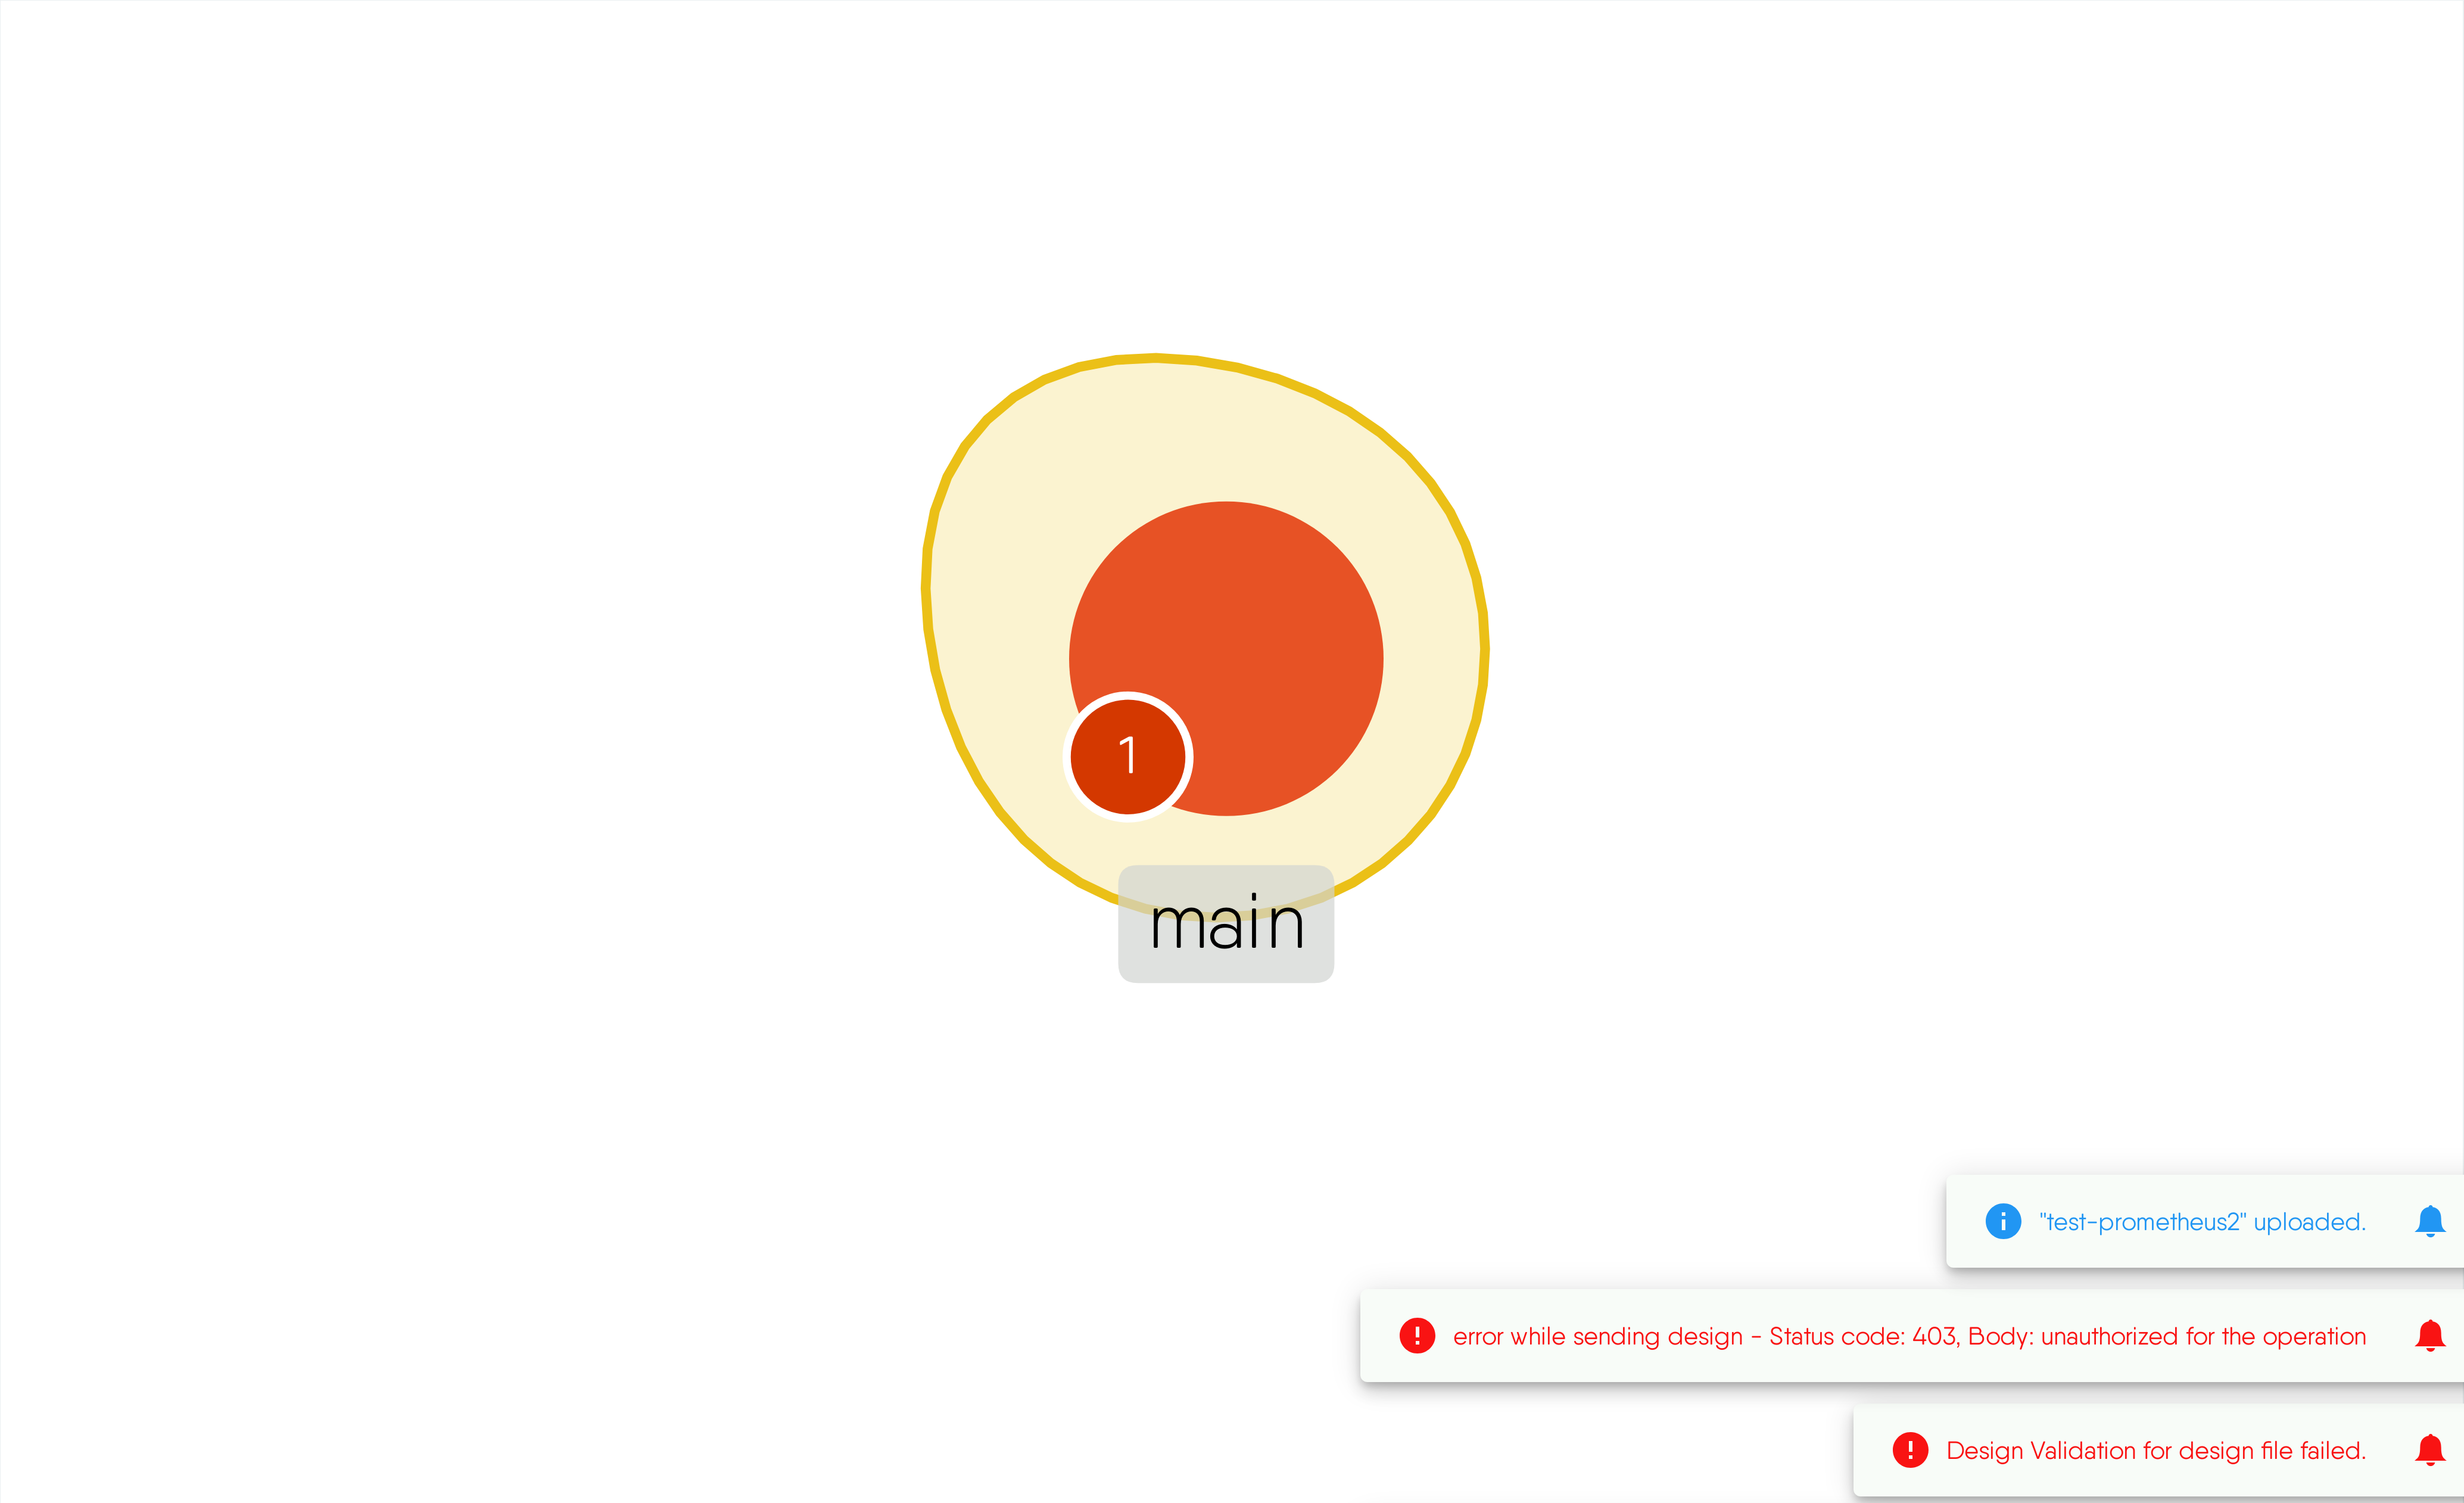 1
main
"test-prometheus2" uploaded.
error while sending design - Status code: 403, Body: unauthorized for the operation
Design Validation for design file failed.